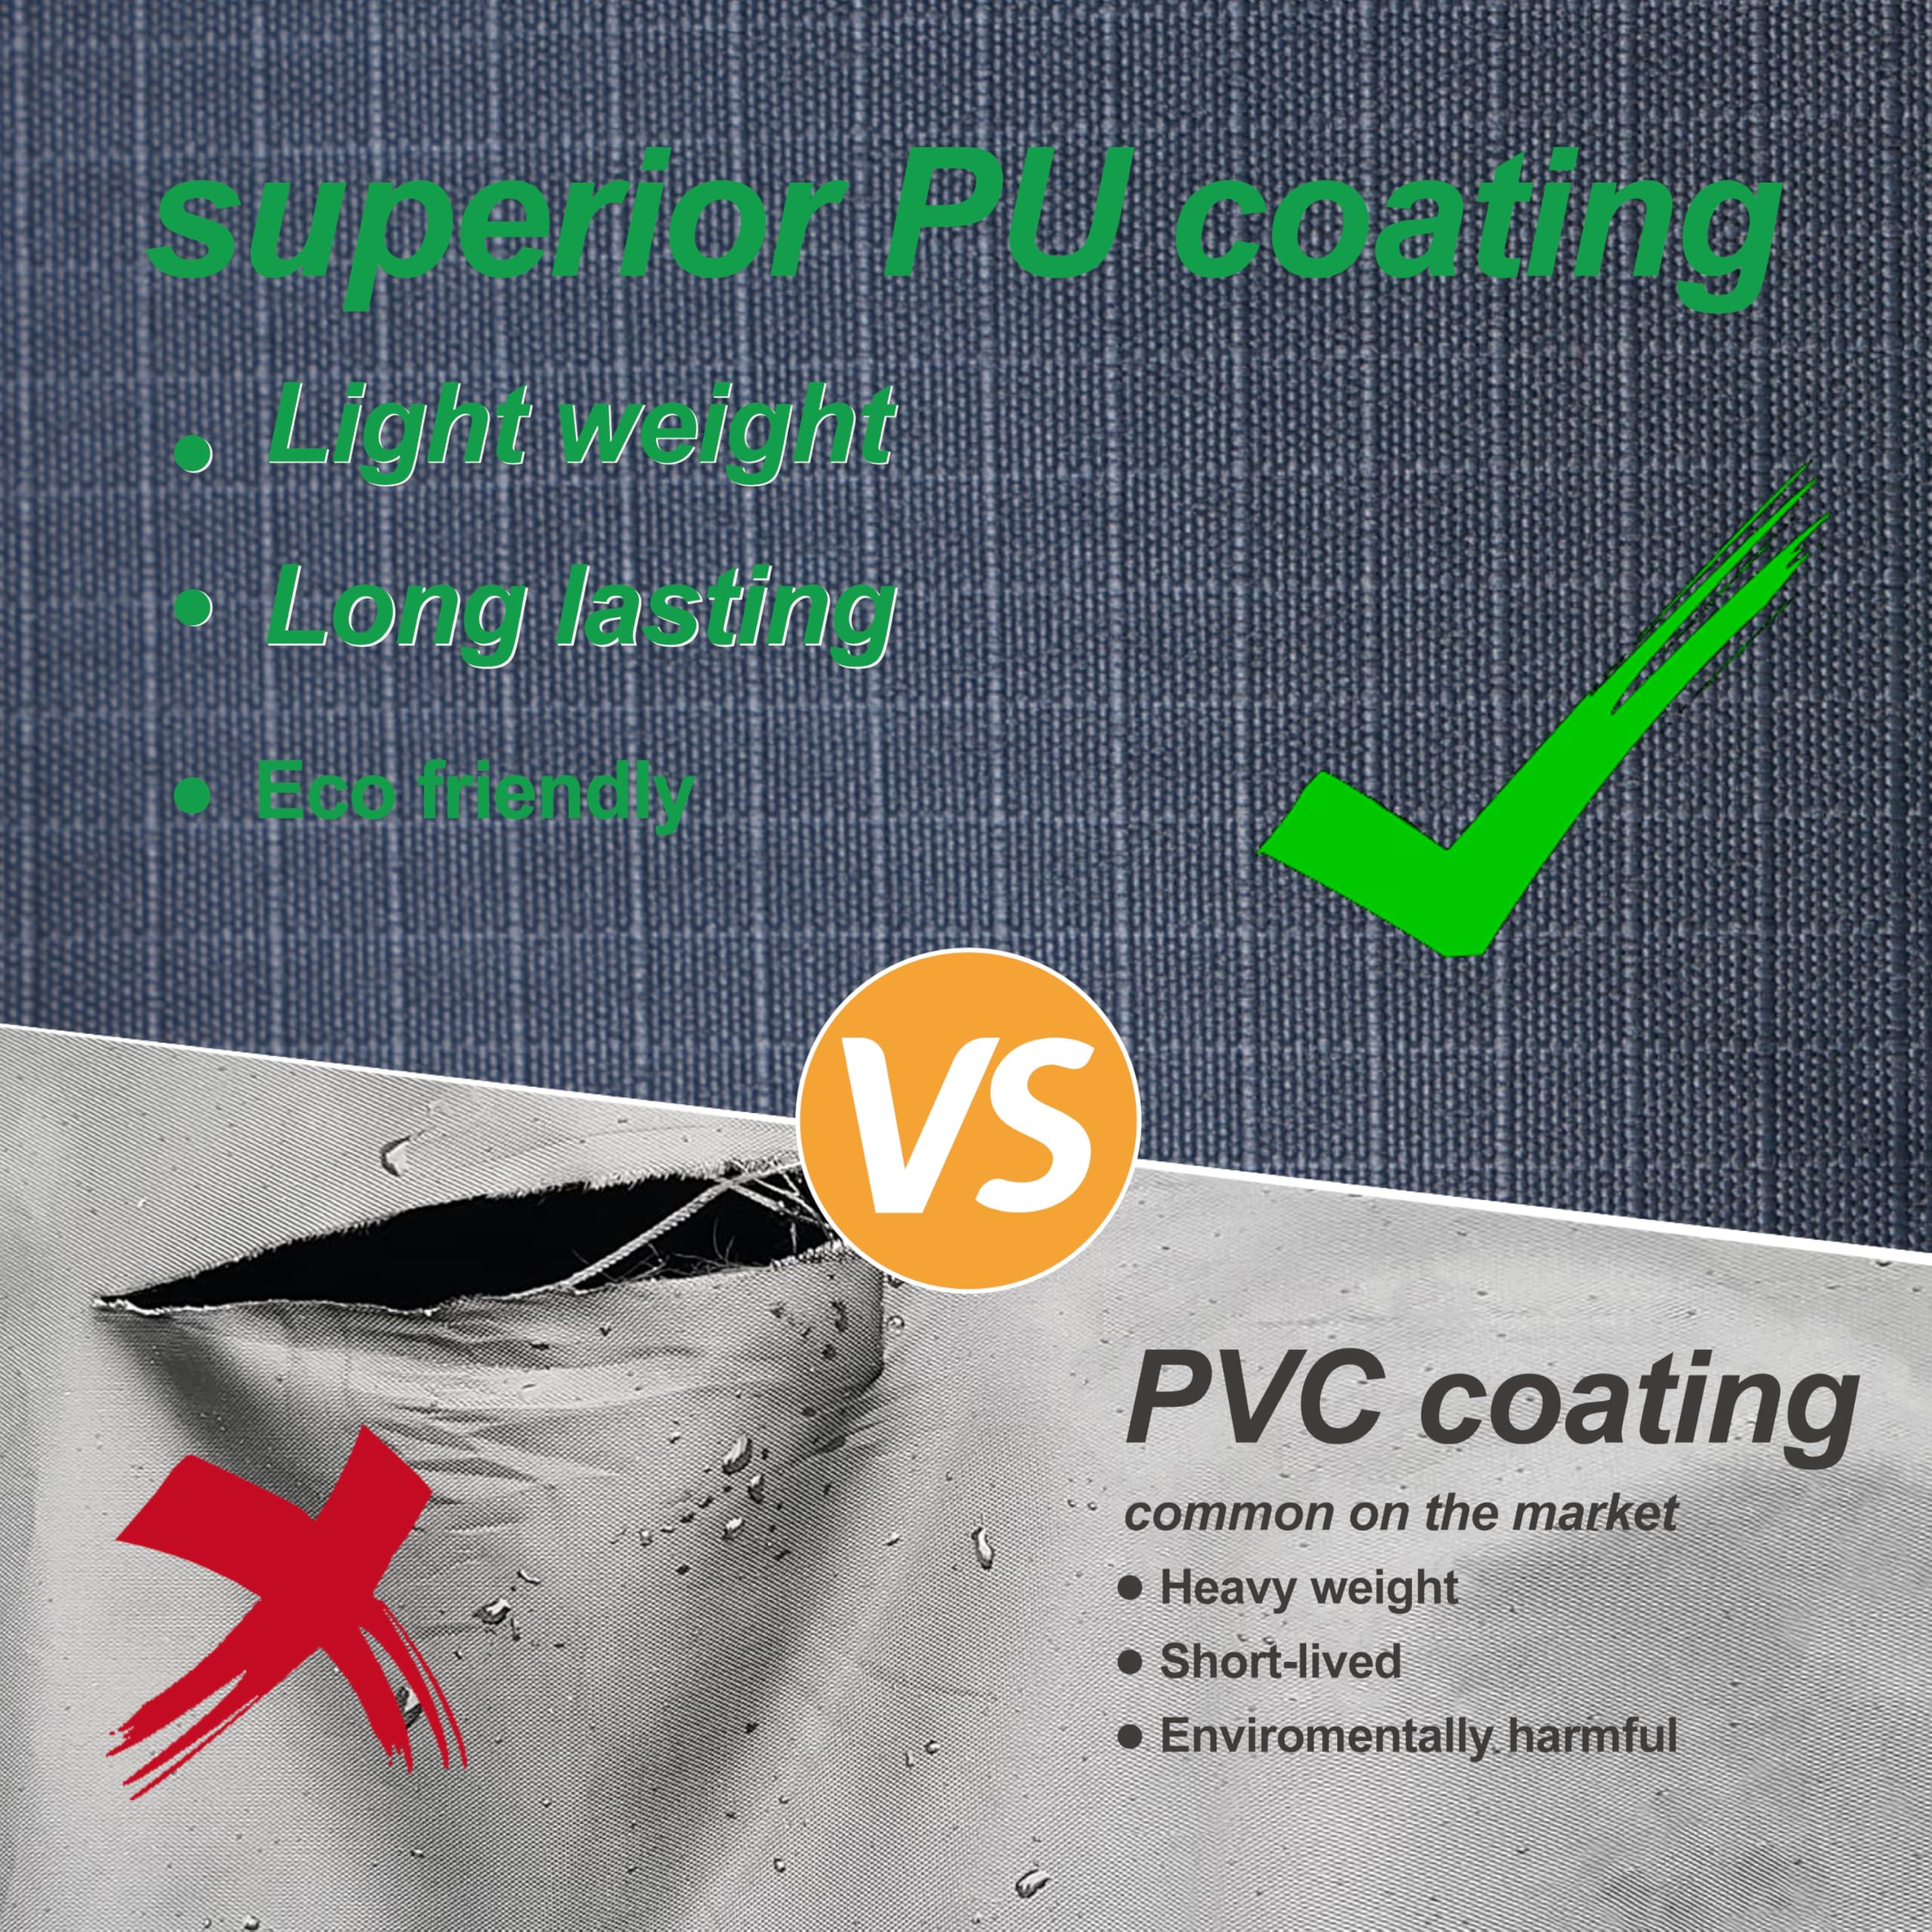 superior PU coating
• Light weight
• Long lasting
• Eco friendly
VS
PVC coating
common on the market
• Heavy weight
• Short-lived
• Enviromentally harmful